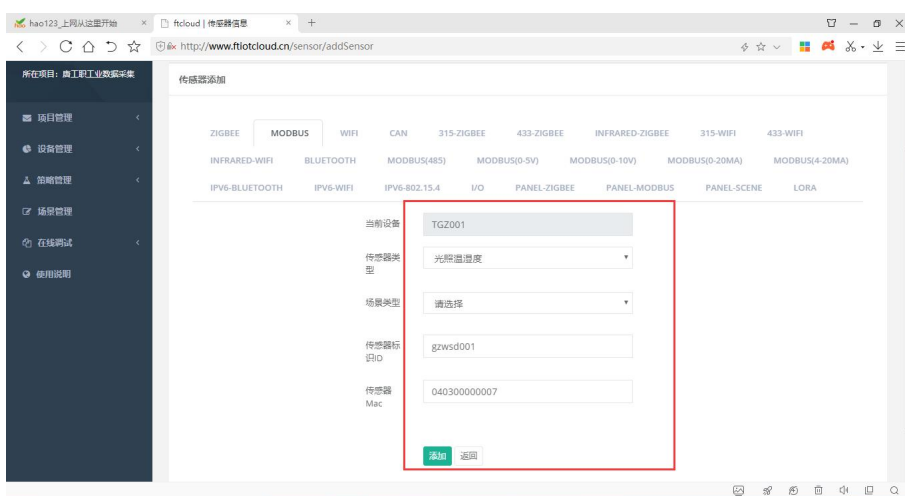 hao123_上网从这里开始
ftcloud | 传感器信息
http://www.ftiotcloud.cn/sensor/addSensor
所在项目：唐工职工业数据采集
传感器添加
项目管理
设备管理
策略管理
场景管理
在线调试
使用说明
ZIGBEE MODBUS WIFI CAN 315-ZIGBEE 433-ZIGBEE INFRARED-ZIGBEE 315-WIFI 433-WIFI
INFRARED-WIFI BLUETOOTH MODBUS(485) MODBUS(0-5V) MODBUS(0-10V) MODBUS(0-20MA) MODBUS(4-20MA)
IPV6-BLUETOOTH IPV6-WIFI IPV6-802.15.4 I/O PANEL-ZIGBEE PANEL-MODBUS PANEL-SCENE LORA
当前设备 TGZ001
传感器类
型
光照温湿度
场景类型 请选择
传感器标
识ID
gzwsd001
传感器
Mac
040300000007
添加 返回